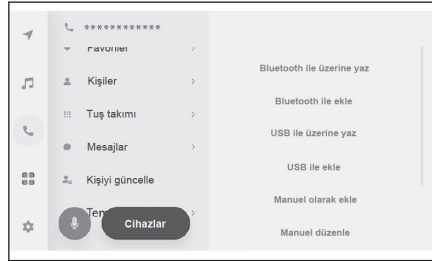 ************
Favoriler
Kişiler
Tuş takımı
Mesajlar
Kişiyi güncelle
Cihazlar
Bluetooth ile üzerine yaz
Bluetooth ile ekle
USB ile üzerine yaz
USB ile ekle
Manuel olarak ekle
Manuel düzenle